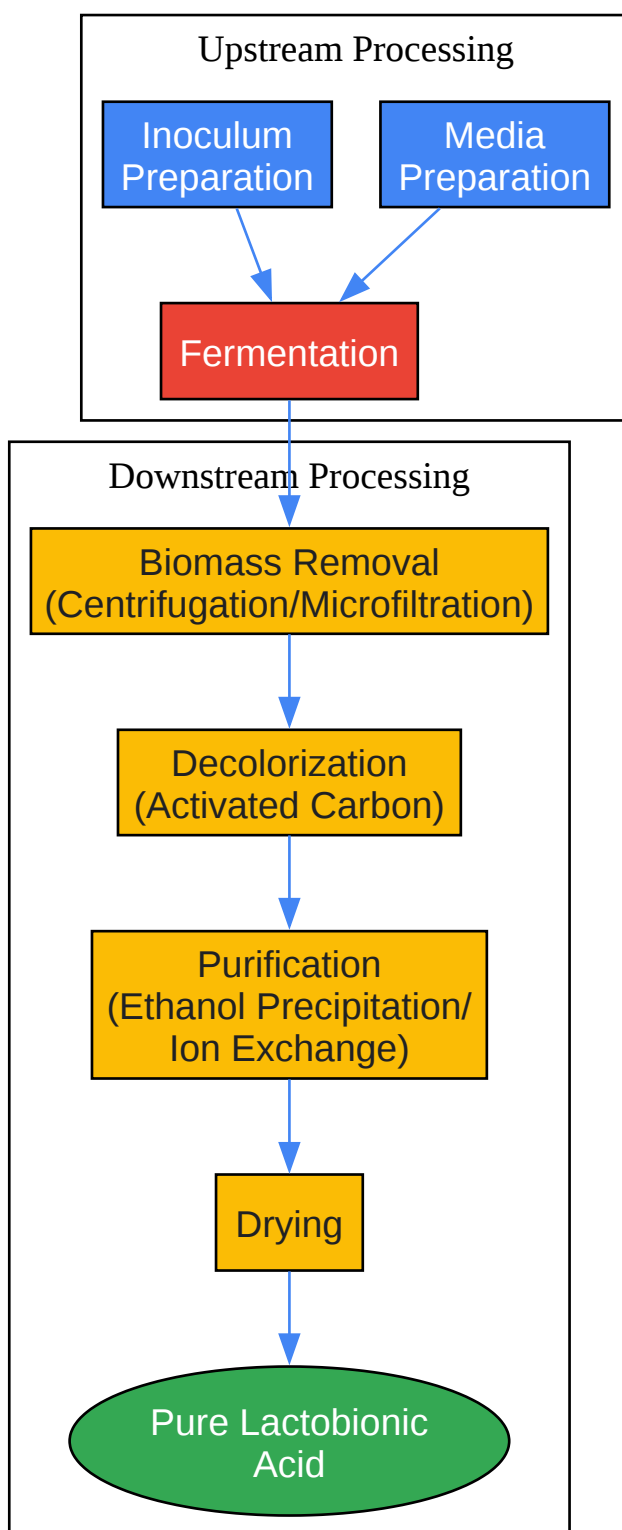 Upstream Processing
Inoculum
Preparation
Media
Preparation
Fermentation
Downstream Processing
Biomass Removal
(Centrifugation/Microfiltration)
Decolorization
(Activated Carbon)
Purification
(Ethanol Precipitation/
Ion Exchange)
Drying
Pure Lactobionic
Acid